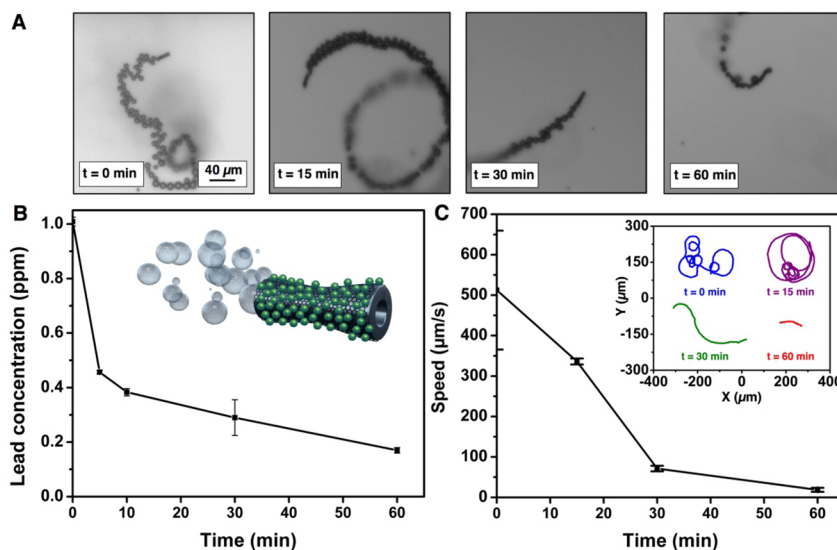 A
t = 0 min
40 µm
t = 15 min
t = 30 min
t = 60 min
B
Lead concentration (ppm)
1.0
0.8
0.6
0.4
0.2
0.0
0 10 20 30 40 50 60
Time (min)
C
Speed (µm/s)
700
600
500
400
300
200
100
0
0 10 20 30 40 50 60
Time (min)
Y (µm)
300
150
0
-150
-300
t = 0 min
t = 15 min
t = 30 min
t = 60 min
-400 -200 0 200 400
X (µm)